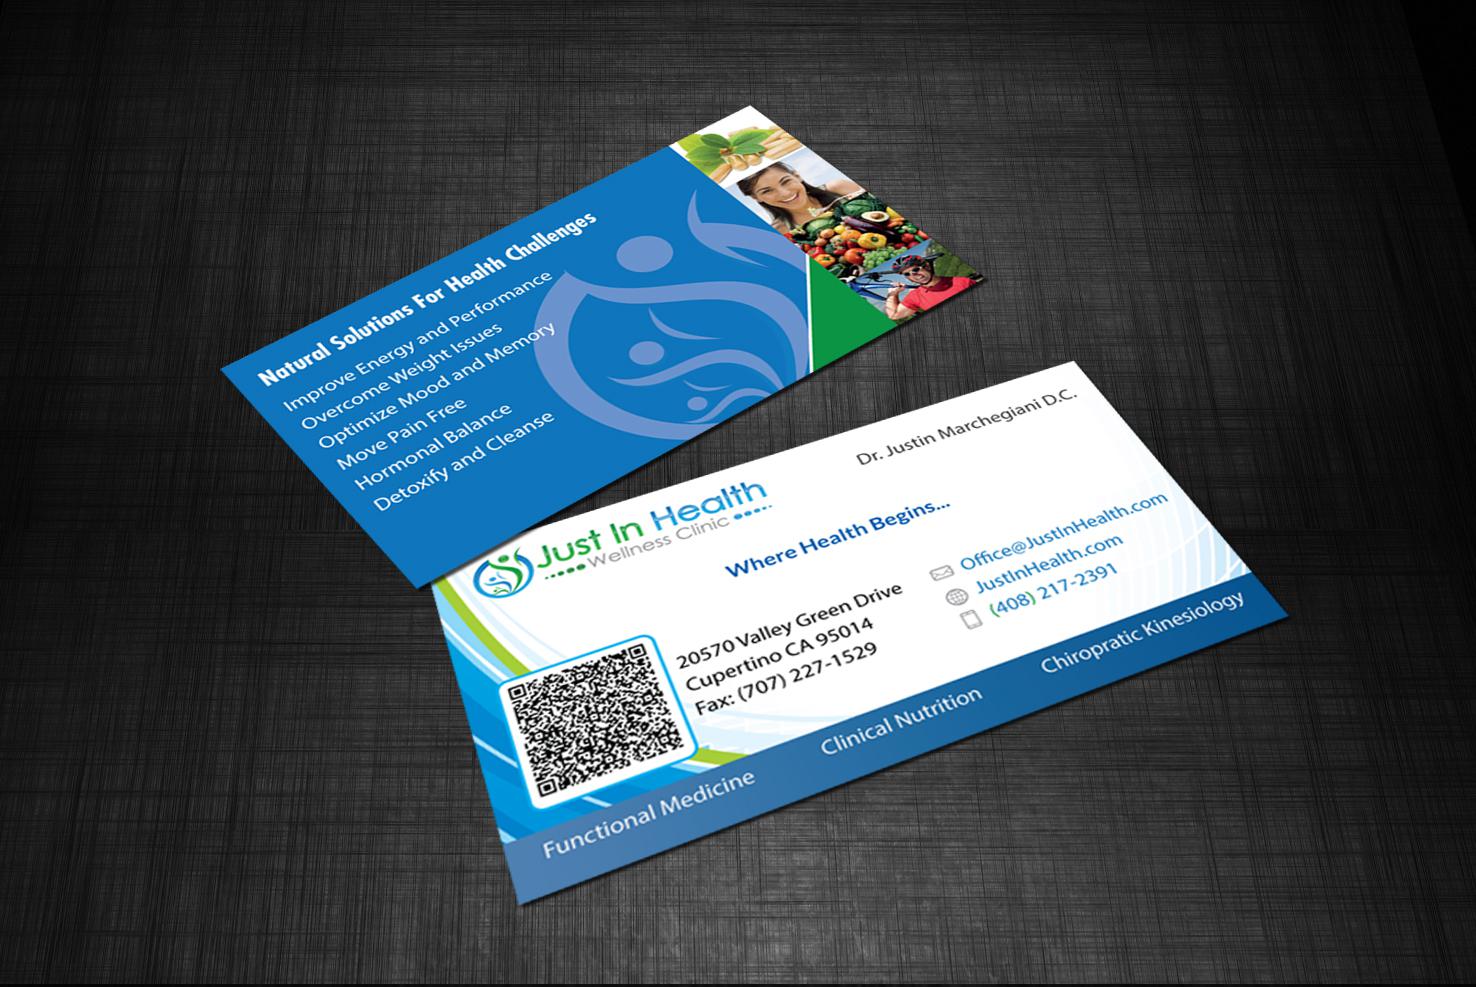 Natural Solutions For Health Challenges
Improve Energy and Performance
Overcome Weight Issues
Optimize Mood and Memory
Move Pain Free
Hormonal Balance
Detoxify and Cleanse
Dr. Justin Marchegiani D.C.
Just In Health
Wellness Clinic
Where Health Begins...
20570 Valley Green Drive
Cupertino CA 95014
Fax: (707) 227-1529
Office@JustInHealth.com
JustInHealth.com
(408) 217-2391
Functional Medicine
Clinical Nutrition
Chiropratic Kinesiology